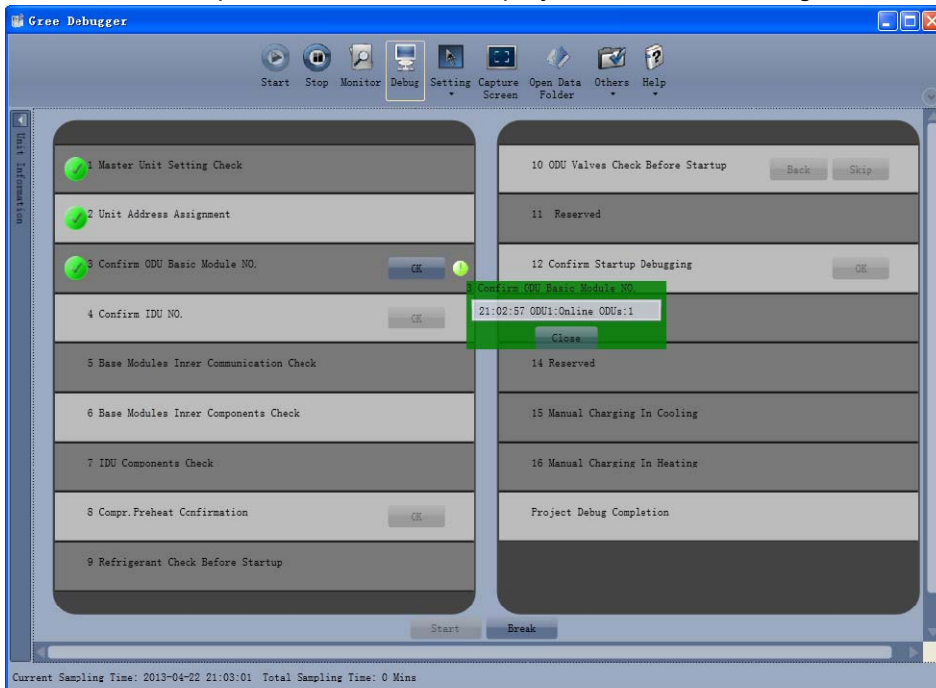 Gree Debugger
Start Stop Monitor Debug Setting Capture Screen Open Data Folder Others Help
Unit Information
1 Master Unit Setting Check
2 Unit Address Assignment
3 Confirm ODU Basic Module NO. OK
4 Confirm IDU NO. OK
5 Base Modules Inner Communication Check
6 Base Modules Inner Components Check
7 IDU Components Check
8 Compr.Preheat Confirmation OK
9 Refrigerant Check Before Startup
10 ODU Valves Check Before Startup Back Skip
11 Reserved
12 Confirm Startup Debugging OK
3 Confirm ODU Basic Module NO.
21:02:57 ODU1:Online ODUs:1
Close
14 Reserved
15 Manual Charging In Cooling
16 Manual Charging In Heating
Project Debug Completion
Start Break
Current Sampling Time: 2013-04-22 21:03:01 Total Sampling Time: 0 Mins